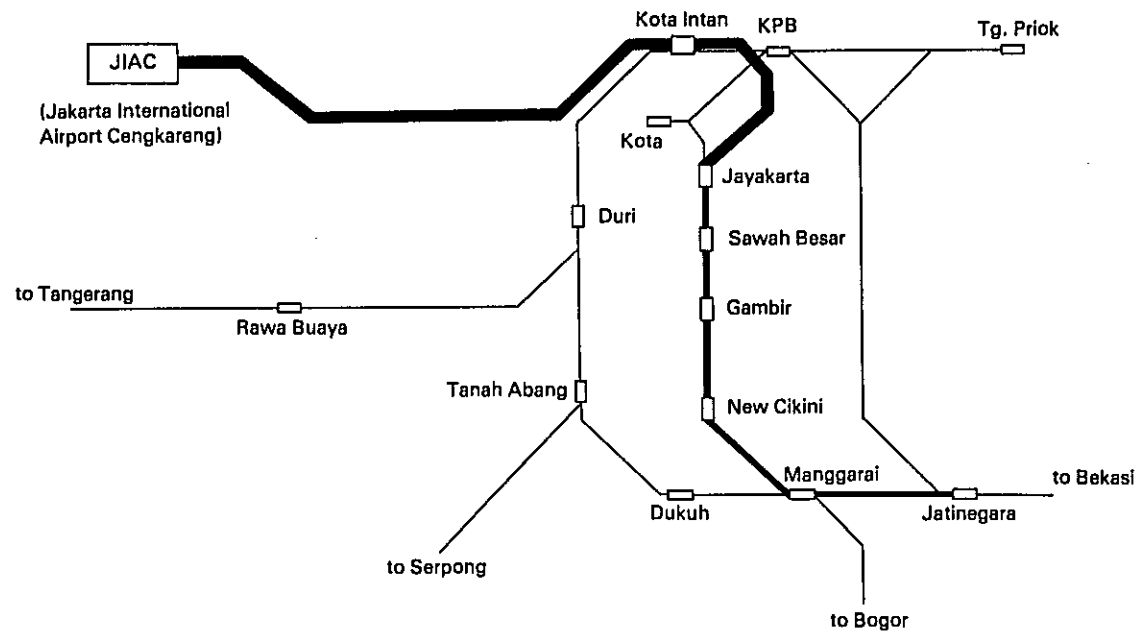 Kota Intan
KPB
Tg. Priok
JIAC
(Jakarta International
Airport Cengkareng)
Kota
Jayakarta
Duri
Sawah Besar
to Tangerang
Rawa Buaya
Gambir
Tanah Abang
New Cikini
Manggarai
to Bekasi
Dukuh
Jatinegara
to Serpong
to Bogor